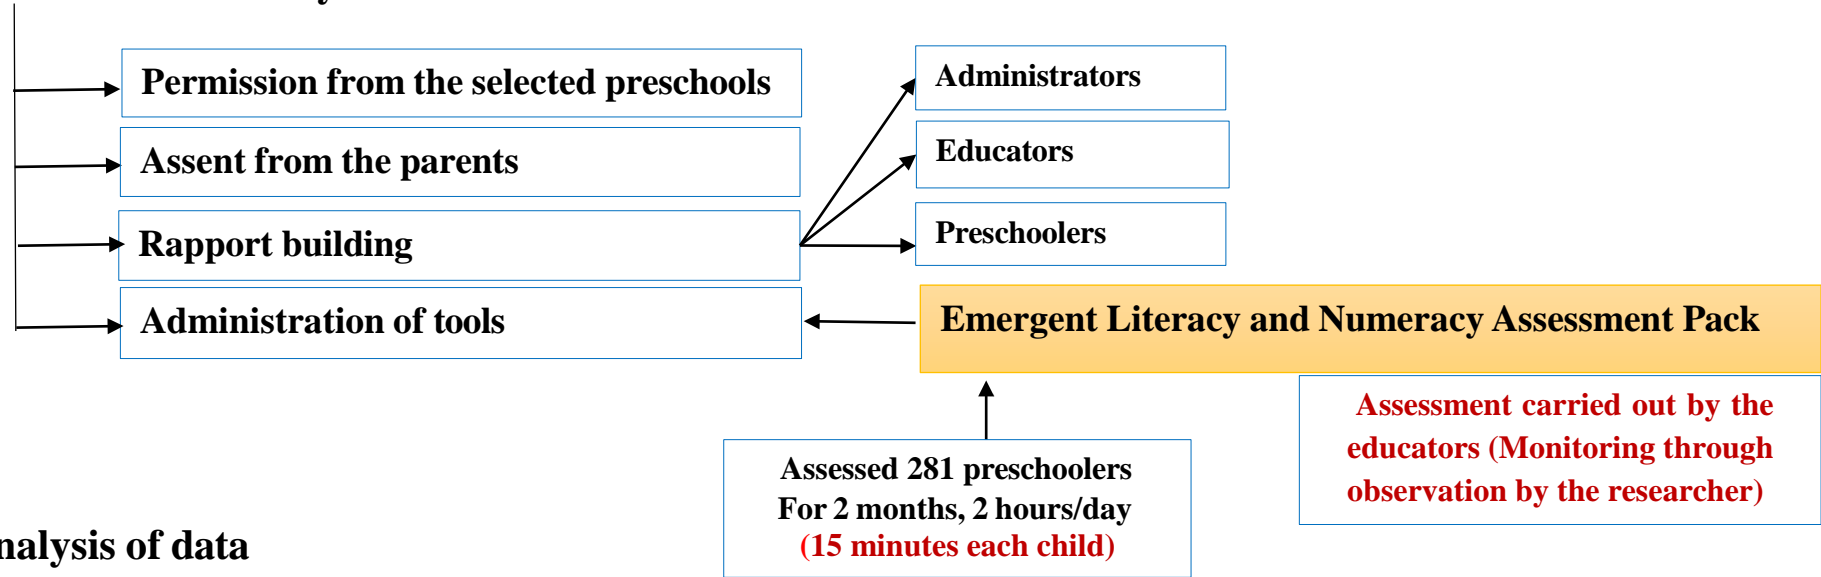 Permission from the selected preschools
Administrators
Assent from the parents
Educators
Rapport building
Preschoolers
Administration of tools
Emergent Literacy and Numeracy Assessment Pack
Assessment carried out by the
educators (Monitoring through
observation by the researcher)
Assessed 281 preschoolers
For 2 months, 2 hours/day
(15 minutes each child)
nalysis of data